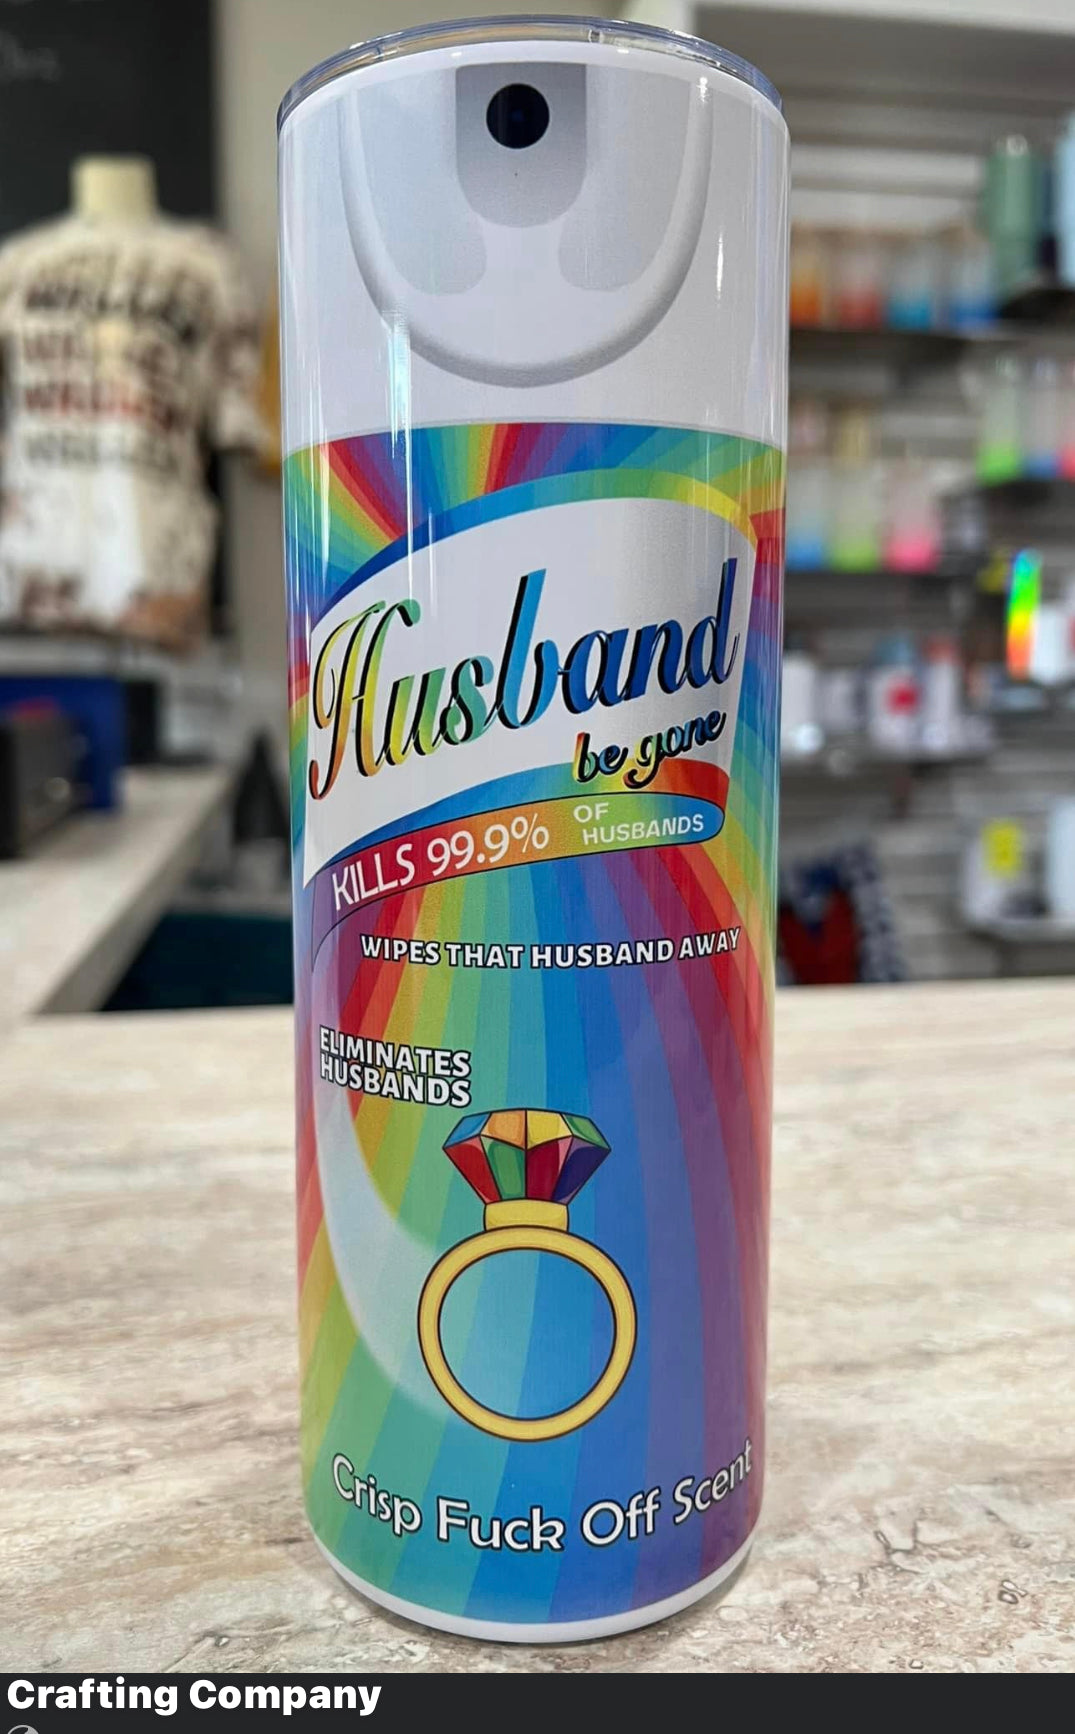 Husband
be gone
KILLS 99.9% OF
HUSBANDS
WIPES THAT HUSBAND AWAY
ELIMINATES
HUSBANDS
Crisp Fuck Off Scent
Crafting Company